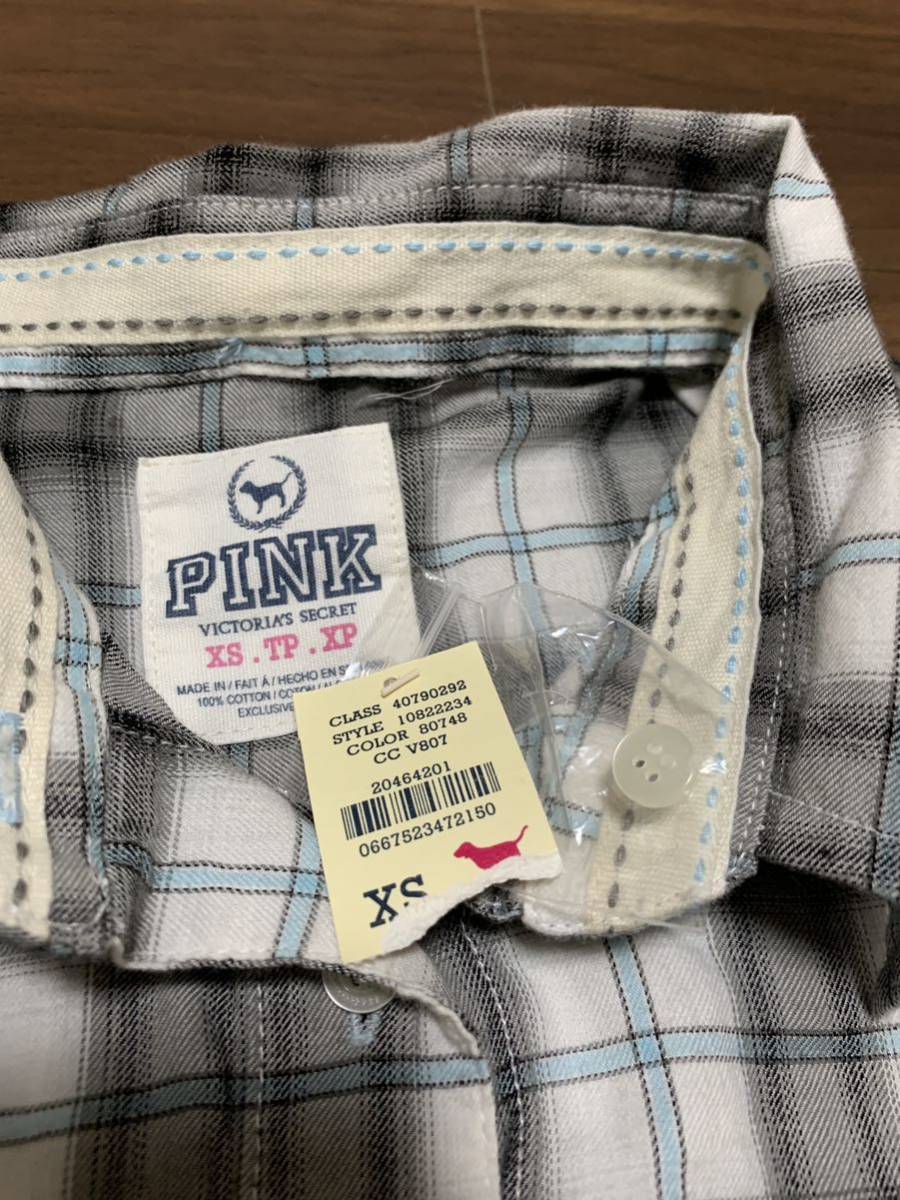 PINK
VICTORIA'S SECRET
XS . TP . XP
MADE IN / FAIT À / HECHO EN
100% COTTON / COTON /
EXCLUSIVE
CLASS 40790292
STYLE 10822234
COLOR 80748
CC V807
20464201
0667523472150
XS